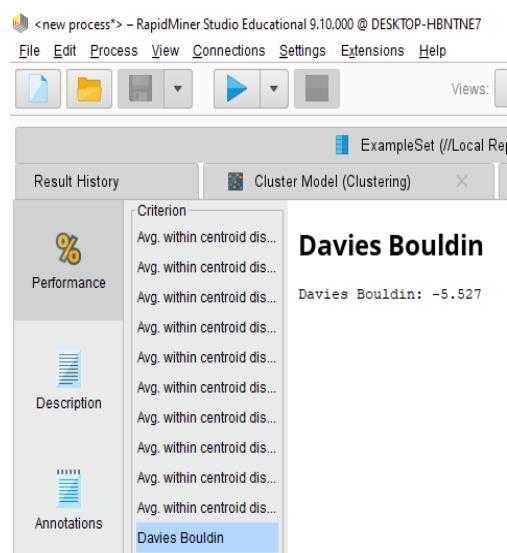 <new process*> – RapidMiner Studio Educational 9.10.000 @ DESKTOP-HBNTNE7
File Edit Process View Connections Settings Extensions Help
Views:
ExampleSet (//Local Rep
Result History
Cluster Model (Clustering)
Criterion
Avg. within centroid dis...
Avg. within centroid dis...
Avg. within centroid dis...
Avg. within centroid dis...
Avg. within centroid dis...
Avg. within centroid dis...
Avg. within centroid dis...
Avg. within centroid dis...
Avg. within centroid dis...
Avg. within centroid dis...
Davies Bouldin
%
Performance
Description
Annotations
Davies Bouldin
Davies Bouldin: -5.527